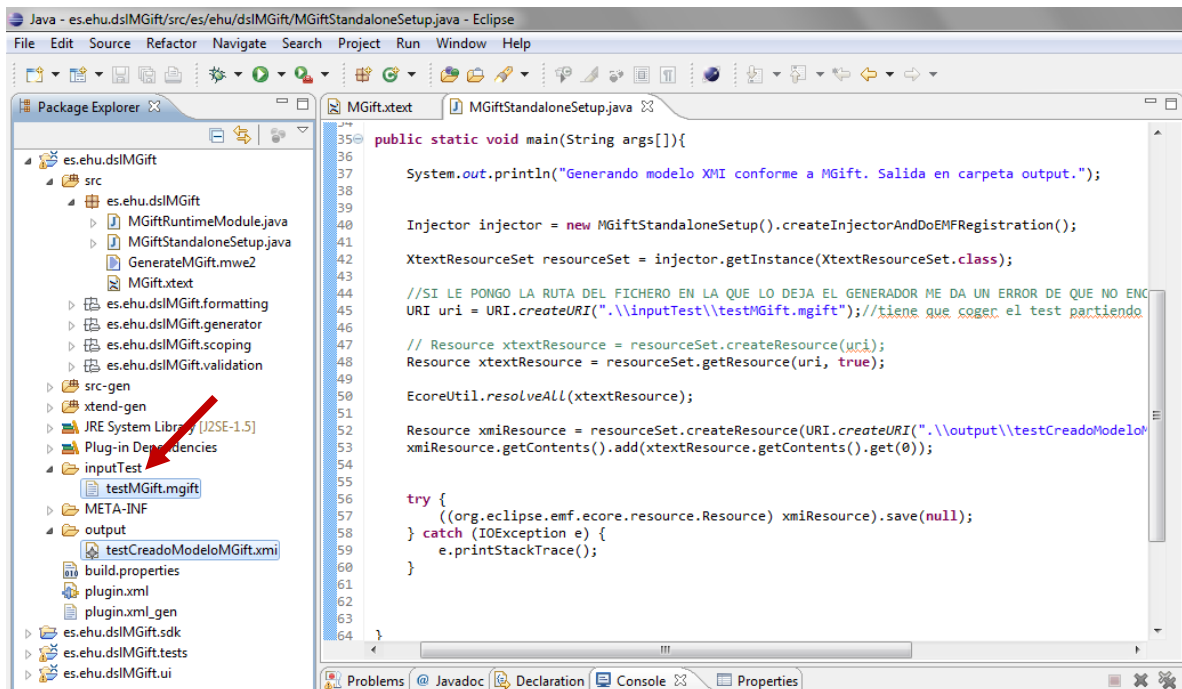 Java - es.ehu.dslMGift/src/es/ehu/dslMGift/MGiftStandaloneSetup.java - Eclipse
File Edit Source Refactor Navigate Search Project Run Window Help
Package Explorer
MGift.xtext
MGiftStandaloneSetup.java
es.ehu.dslMGift
src
es.ehu.dslMGift
MGiftRuntimeModule.java
MGiftStandaloneSetup.java
GenerateMGift.mwe2
MGift.xtext
es.ehu.dslMGift.formatting
es.ehu.dslMGift.generator
es.ehu.dslMGift.scoping
es.ehu.dslMGift.validation
src-gen
xtend-gen
JRE System Library [J2SE-1.5]
Plug-in Dependencies
inputTest
testMGift.mgift
META-INF
output
testCreadoModeloMGift.xmi
build.properties
plugin.xml
plugin.xml_gen
es.ehu.dslMGift.sdk
es.ehu.dslMGift.tests
es.ehu.dslMGift.ui
35 public static void main(String args[]){
36
37 System.out.println("Generando modelo XMI conforme a MGift. Salida en carpeta output.");
38
39
40 Injector injector = new MGiftStandaloneSetup().createInjectorAndDoEMFRegistration();
41
42 XtextResourceSet resourceSet = injector.getInstance(XtextResourceSet.class);
43
44 //SI LE PONGO LA RUTA DEL FICHERO EN LA QUE LO DEJA EL GENERADOR ME DA UN ERROR DE QUE NO ENC
45 URI uri = URI.createURI(".\\inputTest\\testMGift.mgift");//tiene que coger el test partiendo
46
47 // Resource xtextResource = resourceSet.createResource(uri);
48 Resource xtextResource = resourceSet.getResource(uri, true);
49
50 EcoreUtil.resolveAll(xtextResource);
51
52 Resource xmiResource = resourceSet.createResource(URI.createURI(".\\output\\testCreadoModeloM
53 xmiResource.getContents().add(xtextResource.getContents().get(0));
54
55
56 try {
57 ((org.eclipse.emf.ecore.resource.Resource) xmiResource).save(null);
58 } catch (IOException e) {
59 e.printStackTrace();
60 }
61
62
63
64 }
Problems @ Javadoc Declaration Console Properties